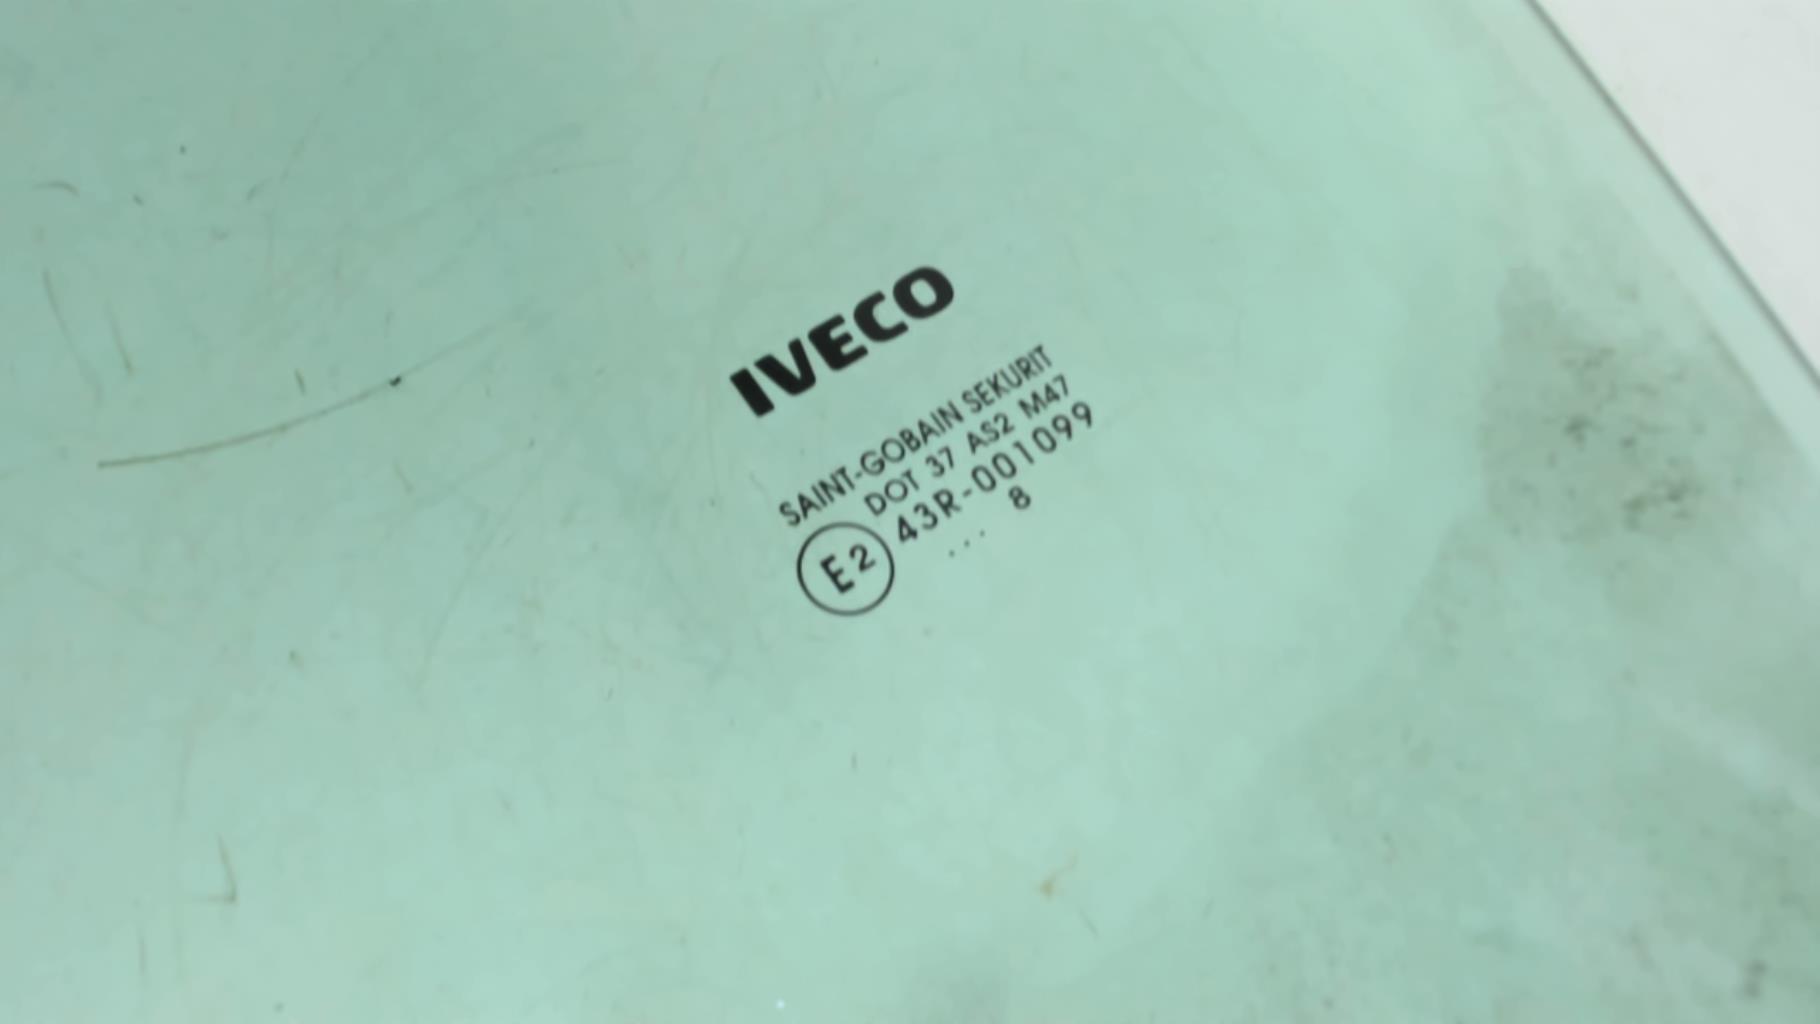 IVECO
SAINT-GOBAIN SEKURIT
DOT 37 AS2 M47
E2 43R-001099
... 8